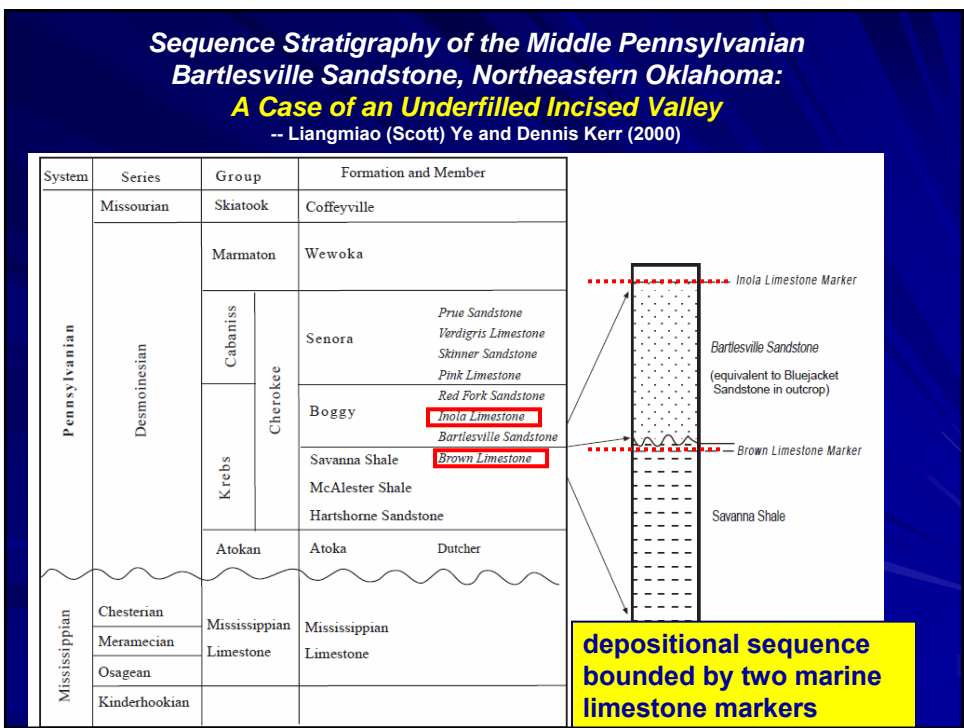 Sequence Stratigraphy of the Middle Pennsylvanian
Bartlesville Sandstone, Northeastern Oklahoma:
A Case of an Underfilled Incised Valley
-- Liangmiao (Scott) Ye and Dennis Kerr (2000)
System Series Group Formation and Member
Pennsylvanian
Missourian Skiatook Coffeyville
Desmoinesian
Marmaton Wewoka
Cabaniss
Cherokee
Senora
Prue Sandstone
Verdigris Limestone
Skinner Sandstone
Pink Limestone
Krebs
Boggy
Red Fork Sandstone
Inola Limestone
Bartlesville Sandstone
Savanna Shale Brown Limestone
McAlester Shale
Hartshorne Sandstone
Atokan Atoka Dutcher
Mississippian
Chesterian
Meramecian
Osagean
Kinderhookian
Mississippian
Limestone
Mississippian
Limestone
Inola Limestone Marker
Bartlesville Sandstone
(equivalent to Bluejacket
Sandstone in outcrop)
Brown Limestone Marker
Savanna Shale
depositional sequence
bounded by two marine
limestone markers